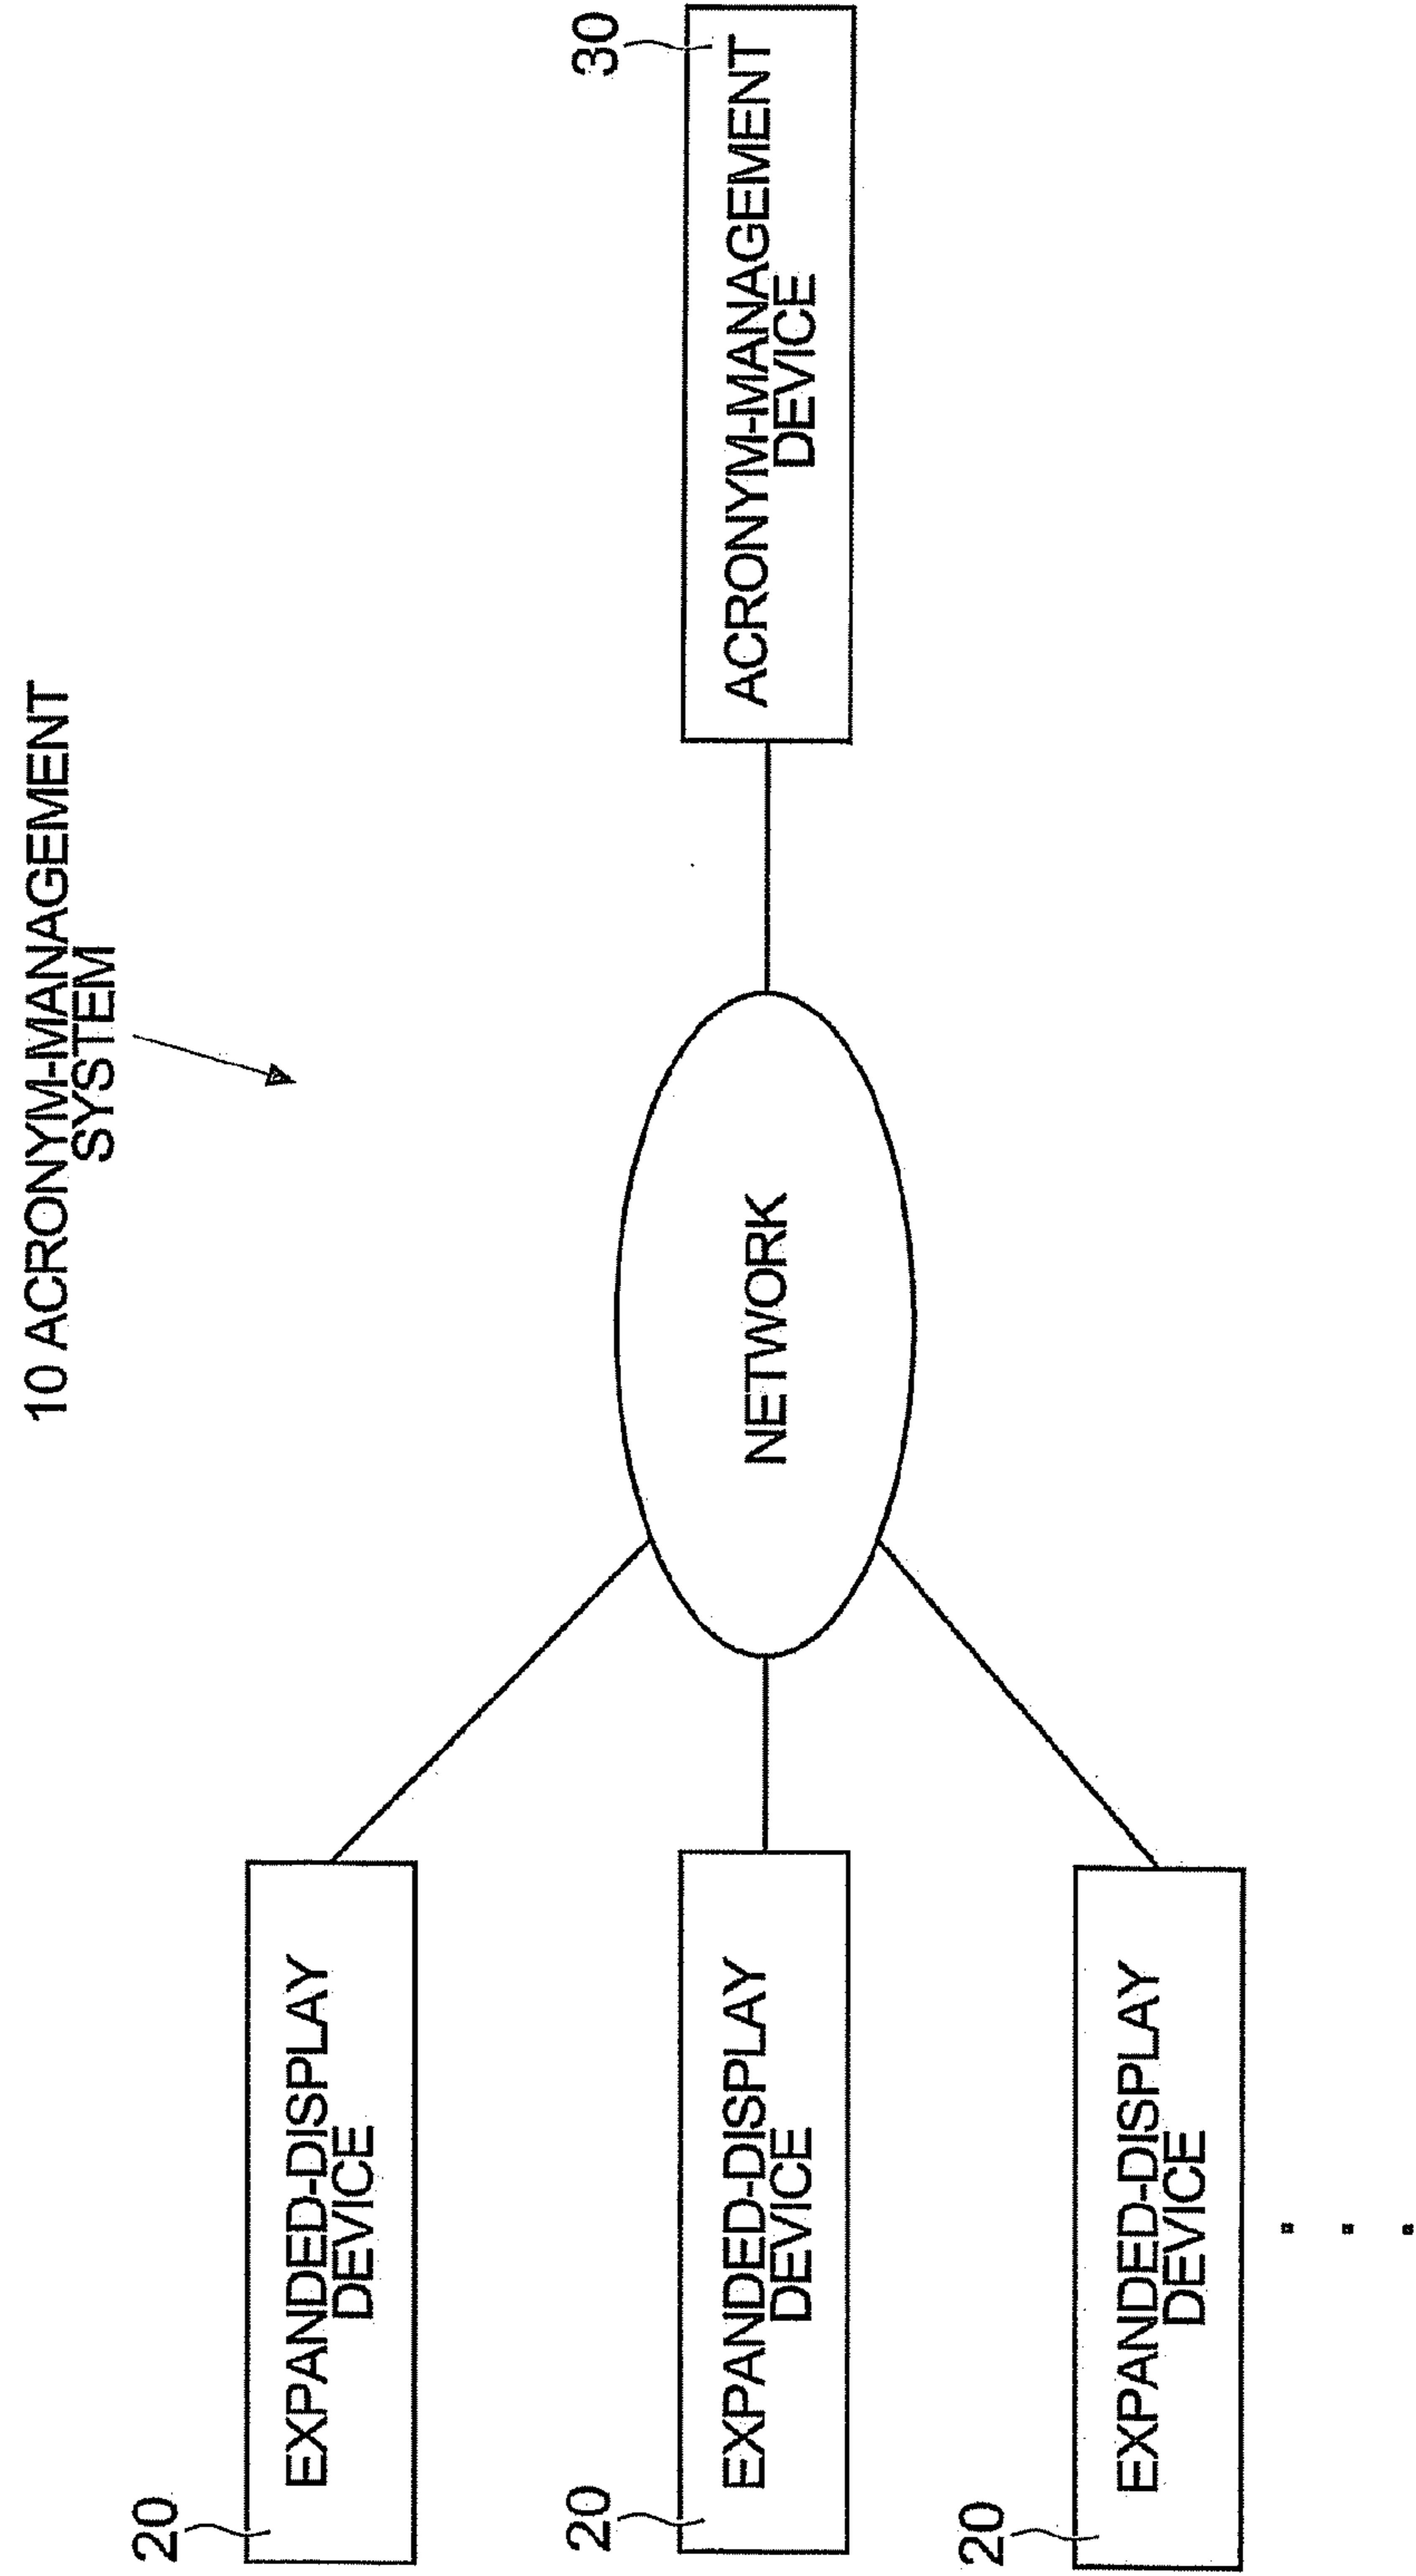 10 ACRONYM-MANAGEMENT
SYSTEM
20
EXPANDED-DISPLAY
DEVICE
20
EXPANDED-DISPLAY
DEVICE
20
EXPANDED-DISPLAY
DEVICE
NETWORK
30
ACRONYM-MANAGEMENT
DEVICE